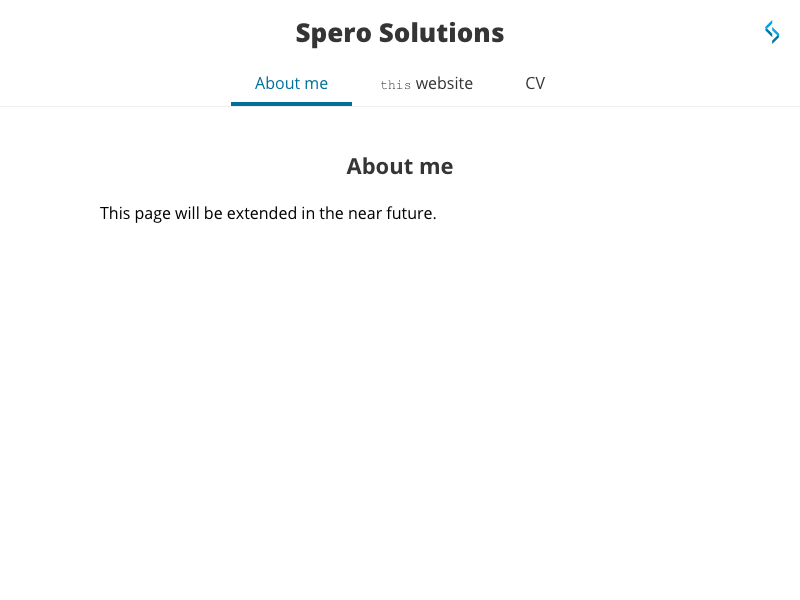 Spero Solutions
About me this website CV
About me
This page will be extended in the near future.